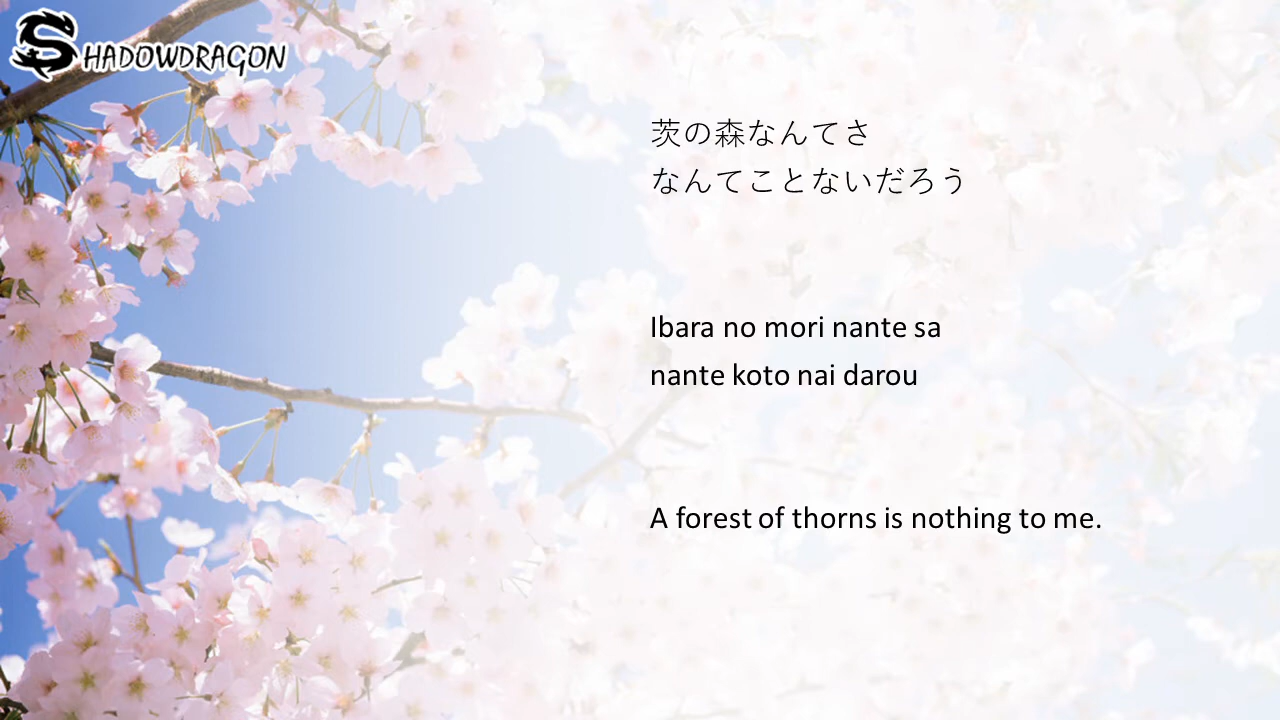 SHADOWDRAGON
茨の森なんてさ
なんてことないだろう
Ibara no mori nante sa
nante koto nai darou
A forest of thorns is nothing to me.